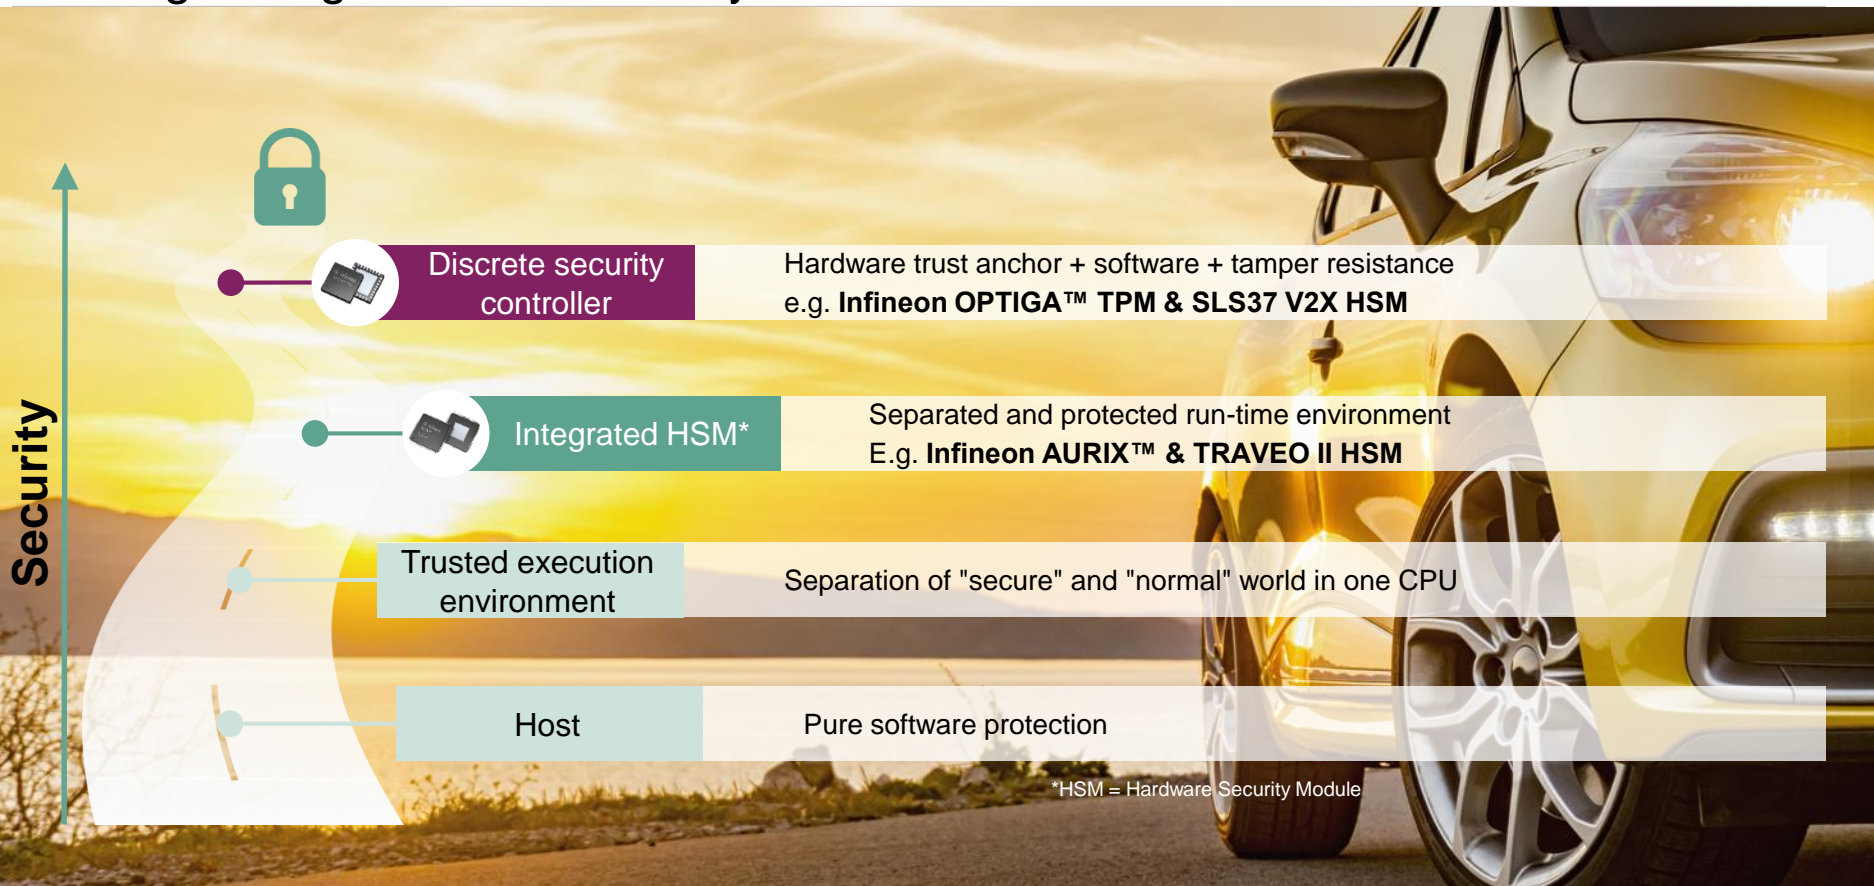 Discrete security
controller
Hardware trust anchor + software + tamper resistance
e.g. Infineon OPTIGA™ TPM & SLS37 V2X HSM
Security
Integrated HSM*
Separated and protected run-time environment
E.g. Infineon AURIX™ & TRAVEO II HSM
Trusted execution
environment
Separation of "secure" and "normal" world in one CPU
Host
Pure software protection
*HSM = Hardware Security Module